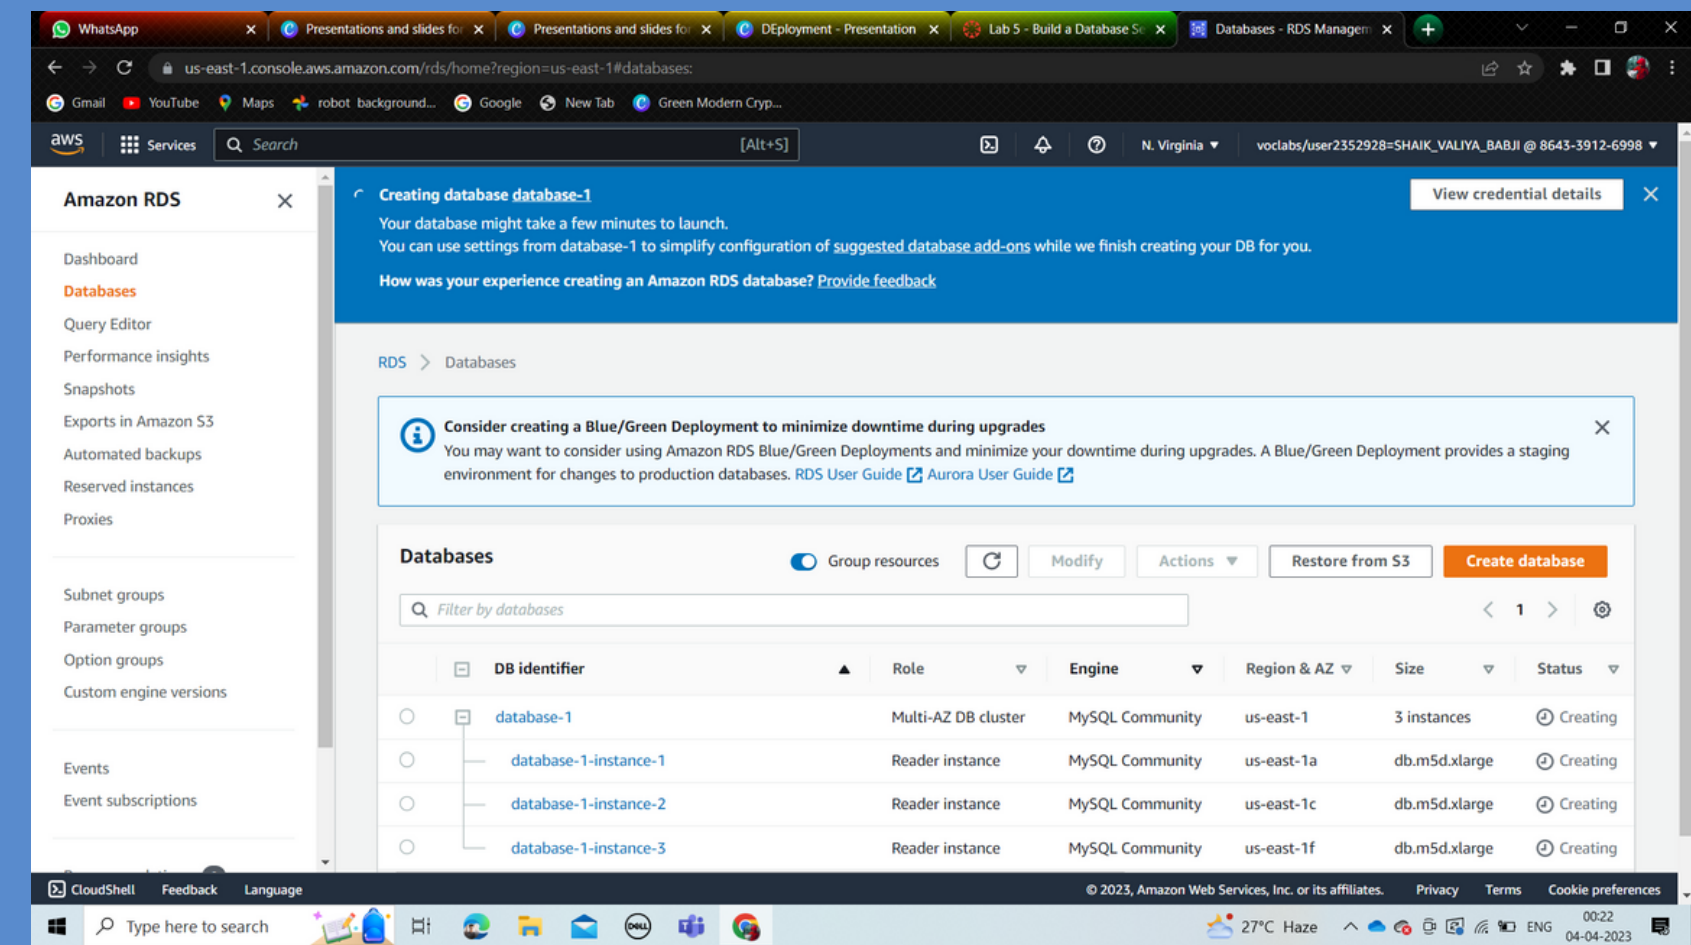 WhatsApp
Presentations and slides for
Presentations and slides for
DEployment - Presentation
Lab 5 - Build a Database Se
Databases - RDS Managem
us-east-1.console.aws.amazon.com/rds/home?region=us-east-1#databases:
Gmail YouTube Maps robot background... Google New Tab Green Modern Cryp...
aws Services Search [Alt+S] N. Virginia voclabs/user2352928=SHAIK_VALIYA_BABJI @ 8643-3912-6998
Amazon RDS
Dashboard
Databases
Query Editor
Performance insights
Snapshots
Exports in Amazon S3
Automated backups
Reserved instances
Proxies
Subnet groups
Parameter groups
Option groups
Custom engine versions
Events
Event subscriptions
Creating database database-1
View credential details
Your database might take a few minutes to launch.
You can use settings from database-1 to simplify configuration of suggested database add-ons while we finish creating your DB for you.
How was your experience creating an Amazon RDS database? Provide feedback
RDS > Databases
Consider creating a Blue/Green Deployment to minimize downtime during upgrades
You may want to consider using Amazon RDS Blue/Green Deployments and minimize your downtime during upgrades. A Blue/Green Deployment provides a staging
environment for changes to production databases. RDS User Guide Aurora User Guide
Databases Group resources Modify Actions Restore from S3 Create database
Filter by databases 1
DB identifier Role Engine Region & AZ Size Status
database-1 Multi-AZ DB cluster MySQL Community us-east-1 3 instances Creating
database-1-instance-1 Reader instance MySQL Community us-east-1a db.m5d.xlarge Creating
database-1-instance-2 Reader instance MySQL Community us-east-1c db.m5d.xlarge Creating
database-1-instance-3 Reader instance MySQL Community us-east-1f db.m5d.xlarge Creating
CloudShell Feedback Language © 2023, Amazon Web Services, Inc. or its affiliates. Privacy Terms Cookie preferences
Type here to search DELL 27°C Haze ENG 00:22
04-04-2023